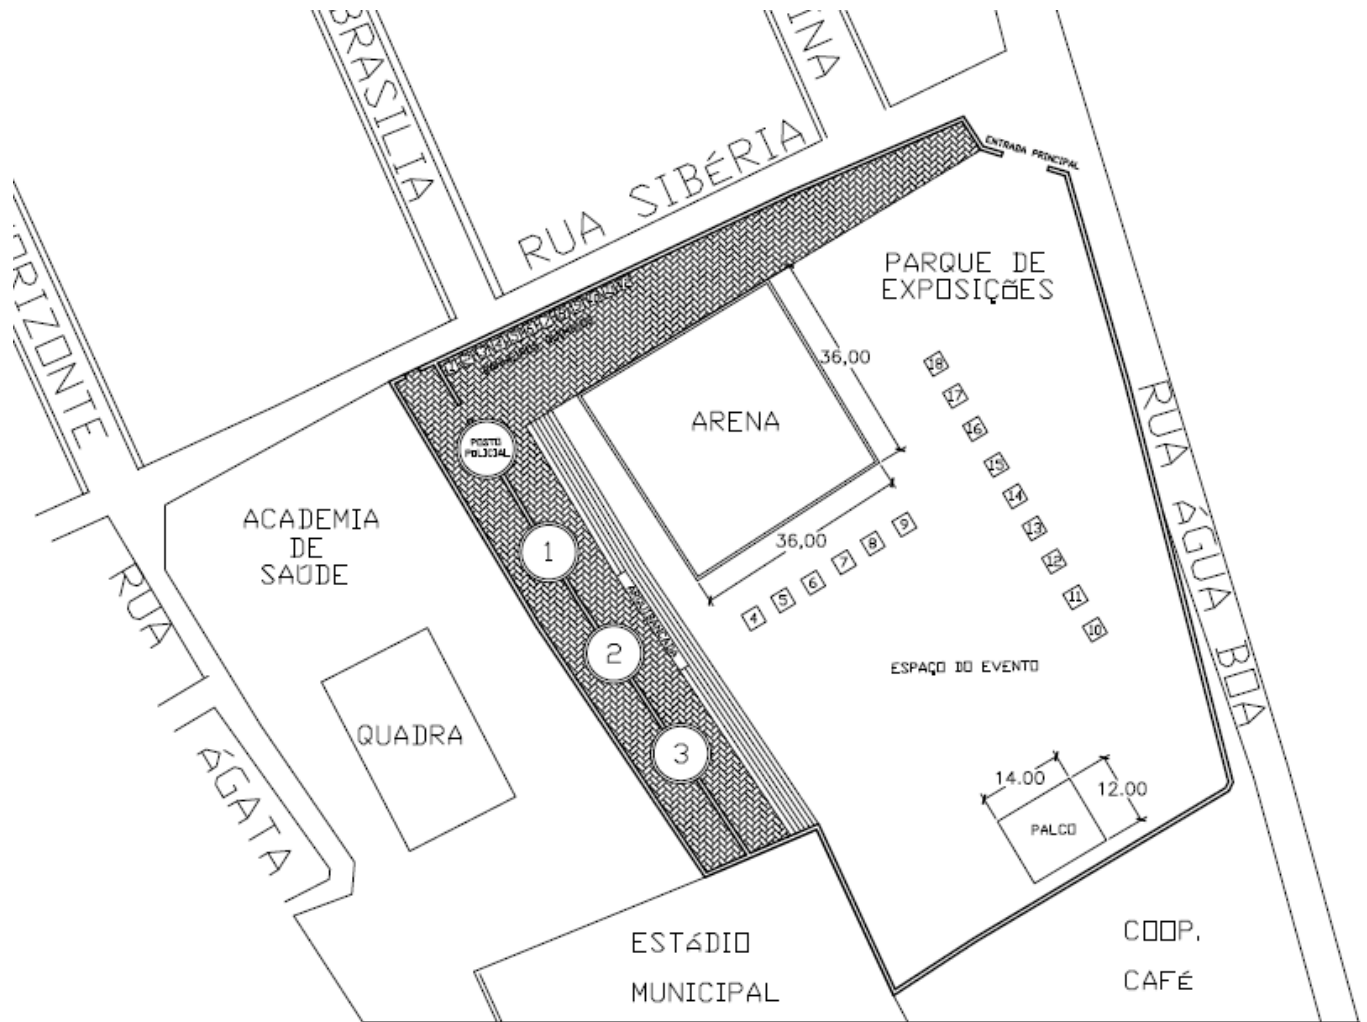 BRASILIA
INA
RUA SIBÉRIA
ENTRADA PRINCIPAL
PARQUE DE
EXPOSIÇÕES
36,00
ARENA
36,00
18
17
16
15
14
13
12
11
10
9
8
7
6
5
4
POSTO
POLICIAL
1
2
3
ORIZONTE
ACADEMIA
DE
SAÚDE
RUA ÁGUA BOA
RUA ÁGATA
QUADRA
ESPAÇO DO EVENTO
14.00
12.00
PALCO
ESTÁDIO
MUNICIPAL
COOP.
CAFÉ